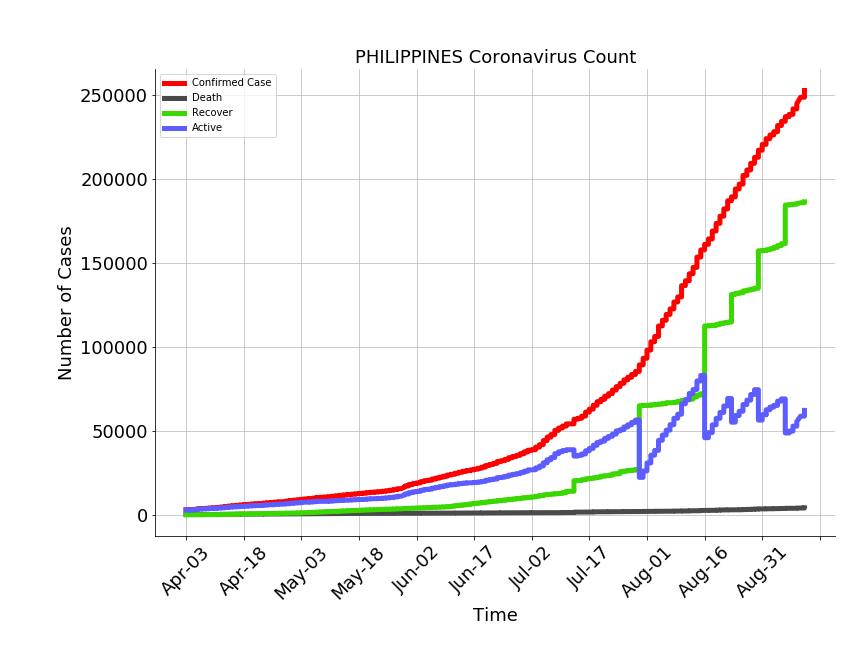 PHILIPPINES Coronavirus Count
Confirmed Case
Death
Recover
Active
Number of Cases
250000
200000
150000
100000
50000
0
Apr-03
Apr-18
May-03
May-18
Jun-02
Jun-17
Jul-02
Jul-17
Aug-01
Aug-16
Aug-31
Time